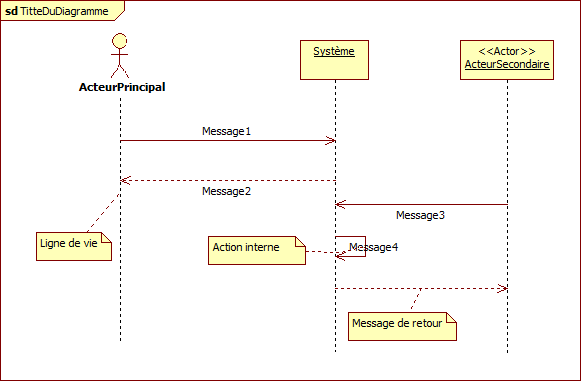 sd TitteDuDiagramme
Système
<<Actor>>
ActeurSecondaire
ActeurPrincipal
Message1
Message2
Message3
Ligne de vie
Action interne
Message4
Message de retour